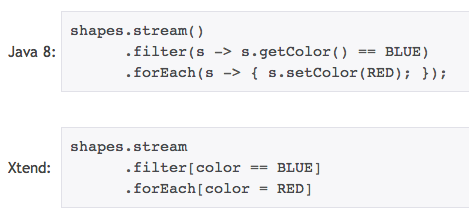 Java 8:
shapes.stream()
      .filter(s -> s.getColor() == BLUE)
      .forEach(s -> { s.setColor(RED); });
Xtend:
shapes.stream
      .filter[color == BLUE]
      .forEach[color = RED]